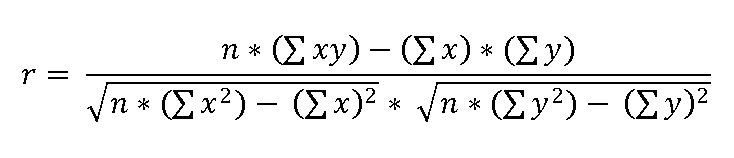 r = n * (∑ xy) − (∑ x) * (∑ y) / √n * (∑ x²) − (∑ x)² * √n * (∑ y²) − (∑ y)²